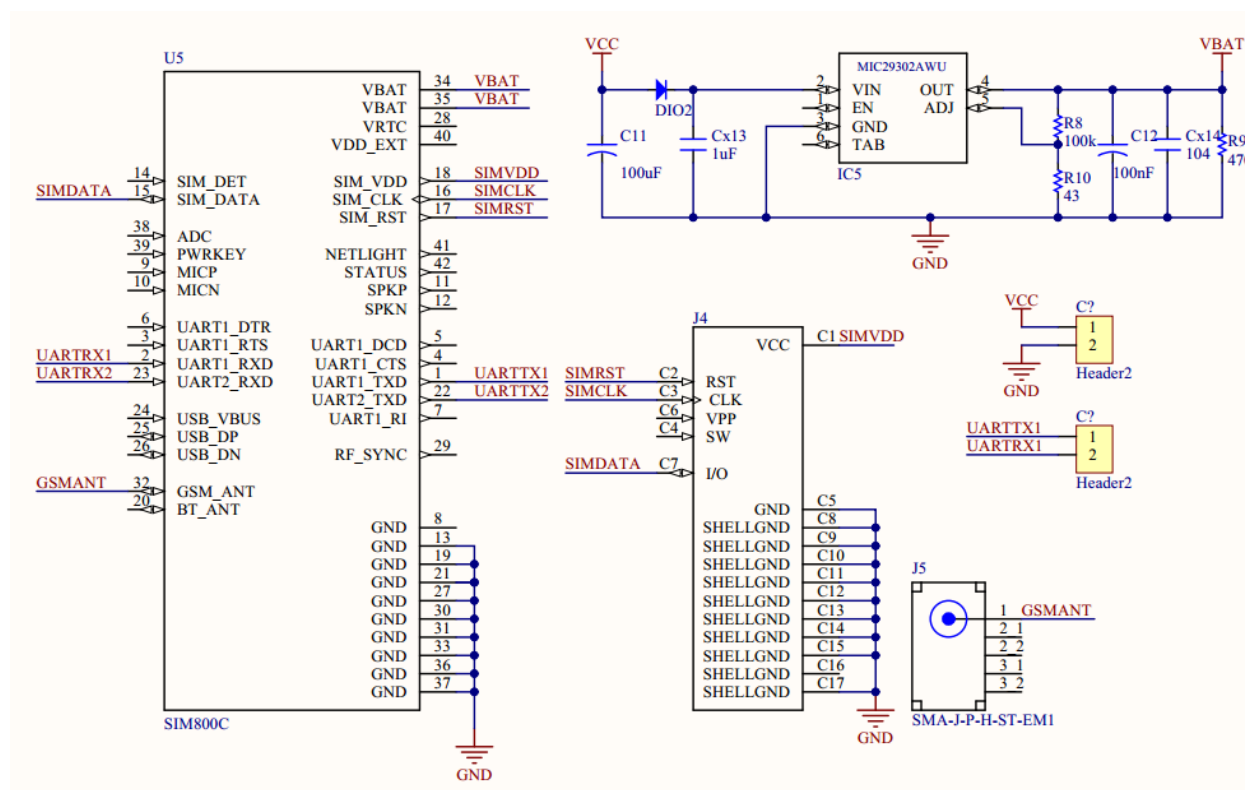 U5
VBAT 34 VBAT
VBAT 35 VBAT
VRTC 28
VDD_EXT 40
14 SIM_DET
SIMDATA 15 SIM_DATA
SIM_VDD 18 SIMVDD
SIM_CLK 16 SIMCLK
SIM_RST 17 SIMRST
38 ADC
39 PWRKEY
9 MICP
10 MICN
NETLIGHT 41
STATUS 42
SPKP 11
SPKN 12
6 UART1_DTR
3 UART1_RTS
UARTRX1 2 UART1_RXD
UARTRX2 23 UART2_RXD
UART1_DCD 5
UART1_CTS 4
UART1_TXD 1 UARTTX1
UART2_TXD 22 UARTTX2
UART1_RI 7
24 USB_VBUS
25 USB_DP
26 USB_DN
RF_SYNC 29
GSMANT 32 GSM_ANT
20 BT_ANT
GND 8
GND 13
GND 19
GND 21
GND 27
GND 30
GND 31
GND 33
GND 36
GND 37
SIM800C
GND
VCC
DIO2
C11
100uF
Cx13
1uF
MIC29302AWU
2 VIN OUT 4
1 EN ADJ 5
3 GND
6 TAB
IC5
VBAT
R8
100k
R10
43
C12
100nF
Cx14
104
R9
470
GND
J4
VCC C1 SIMVDD
SIMRST C2 RST
SIMCLK C3 CLK
C6 VPP
C4 SW
SIMDATA C7 I/O
GND C5
SHELLGND C8
SHELLGND C9
SHELLGND C10
SHELLGND C11
SHELLGND C12
SHELLGND C13
SHELLGND C14
SHELLGND C15
SHELLGND C16
SHELLGND C17
GND
VCC
C?
1
2
GND
Header2
C?
UARTTX1 1
UARTRX1 2
Header2
J5
1 GSMANT
2_1
2_2
3_1
3_2
SMA-J-P-H-ST-EM1